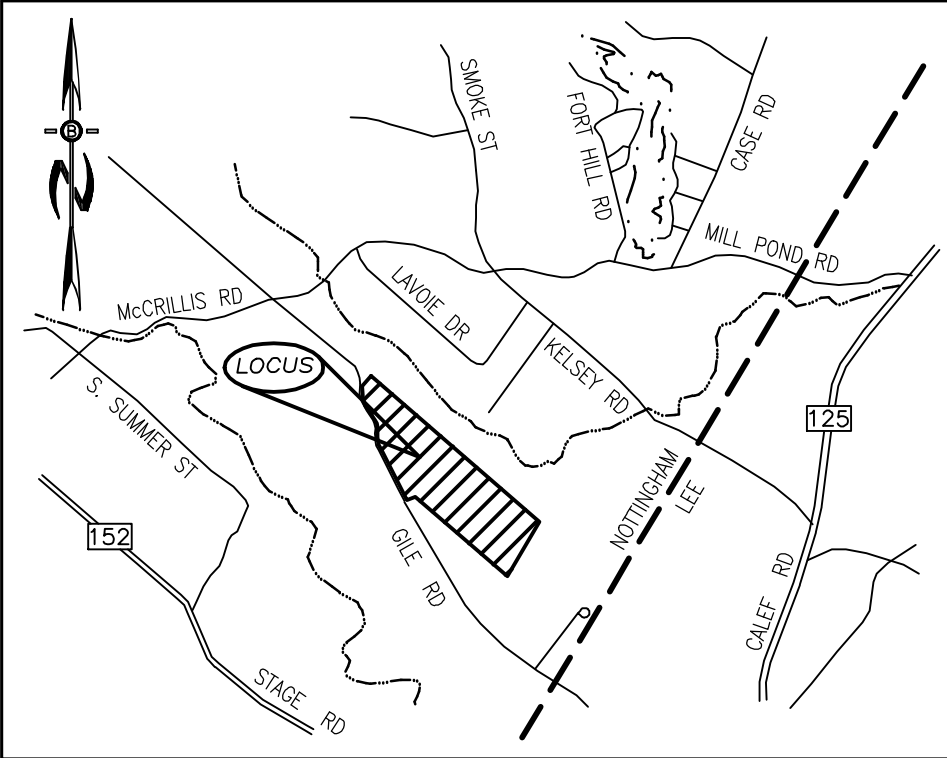 SMOKE ST
FORT HILL RD
CASE RD
B
N
MILL POND RD
McCRILLIS RD
LAVOIE DR
LOCUS
KELSEY RD
S. SUMMER ST
125
NOTTINGHAM
LEE
152
GILE RD
CALEF RD
STAGE RD